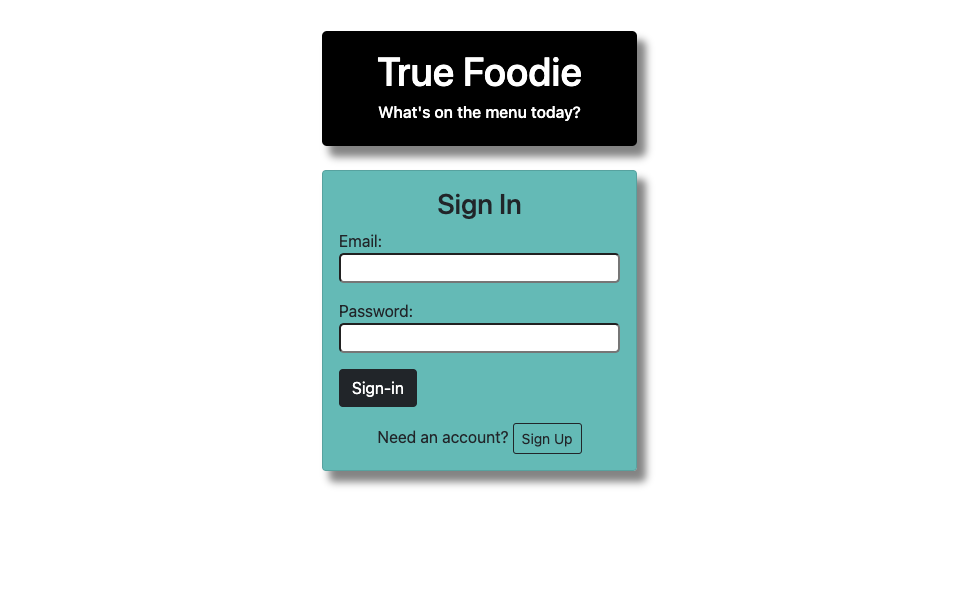 True Foodie
What's on the menu today?
Sign In
Email:
Password:
Sign-in
Need an account? Sign Up